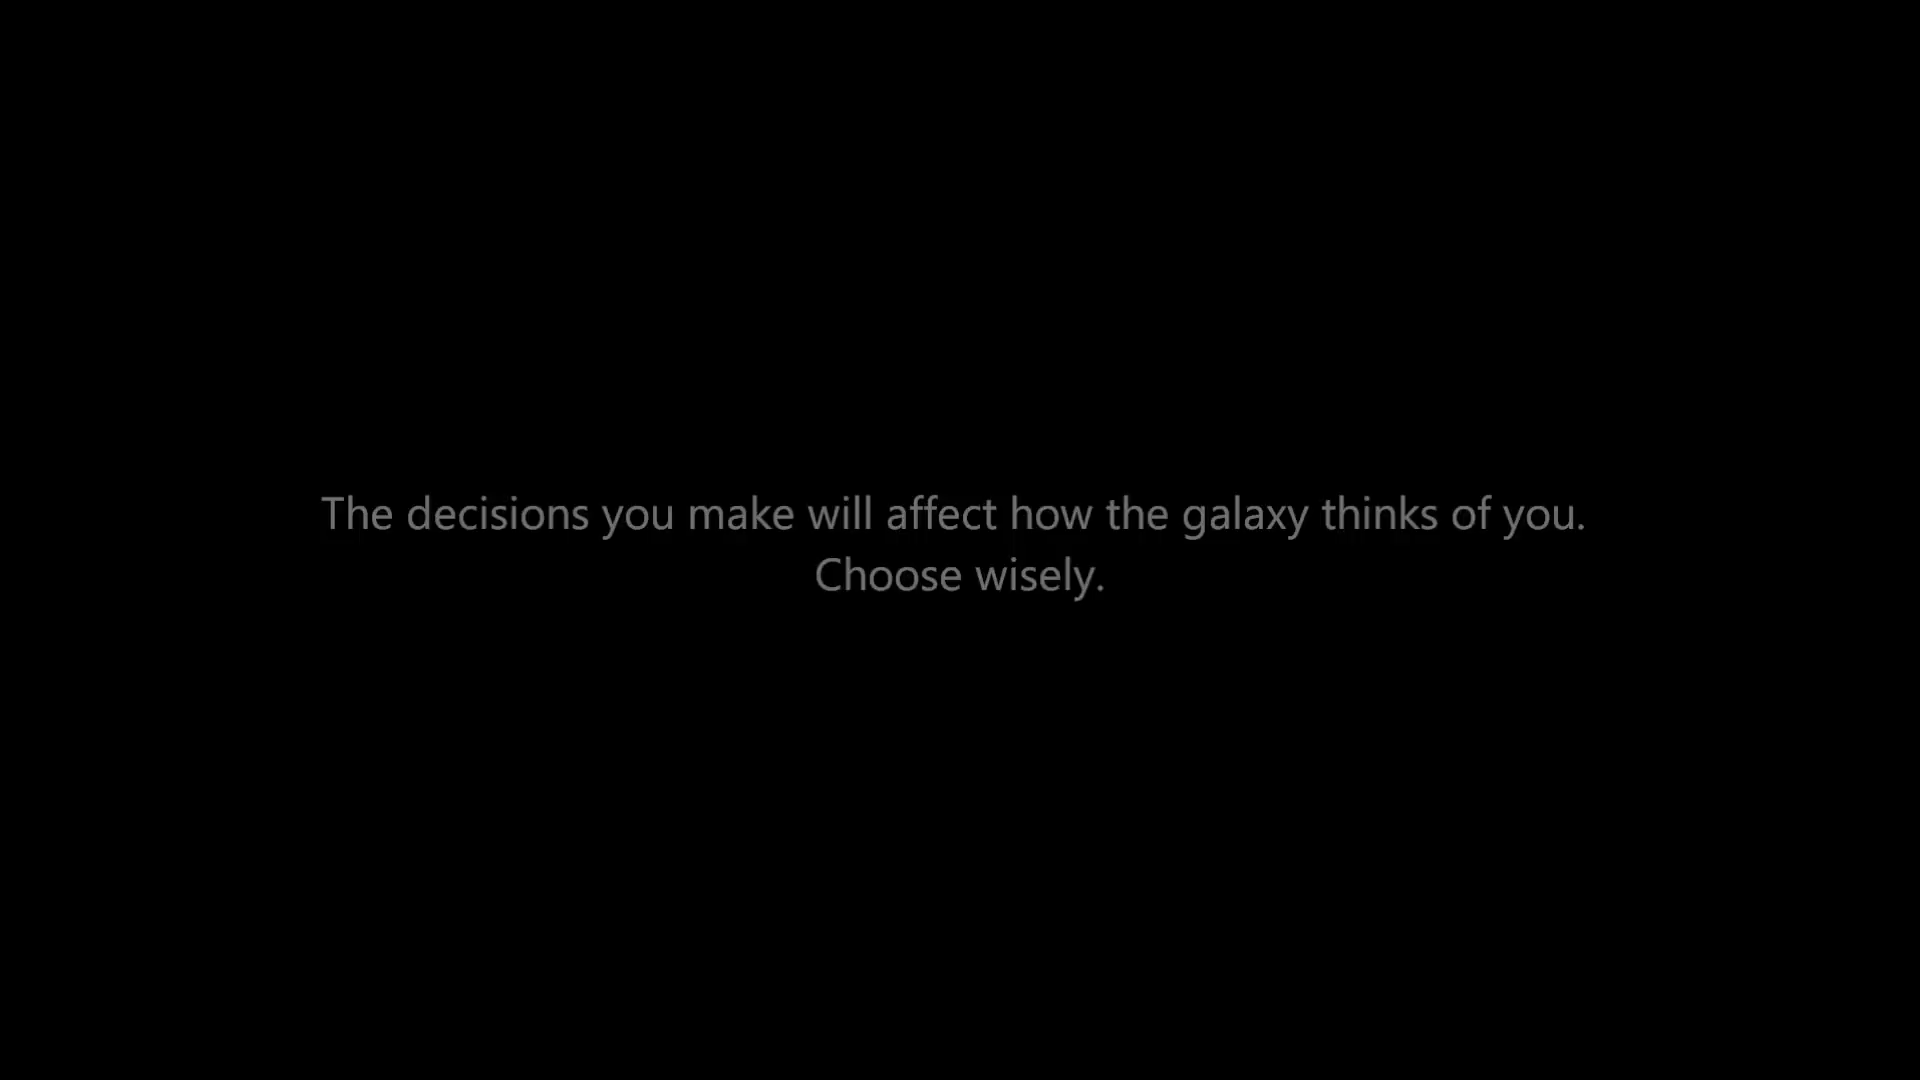 The decisions you make will affect how the galaxy thinks of you.
Choose wisely.